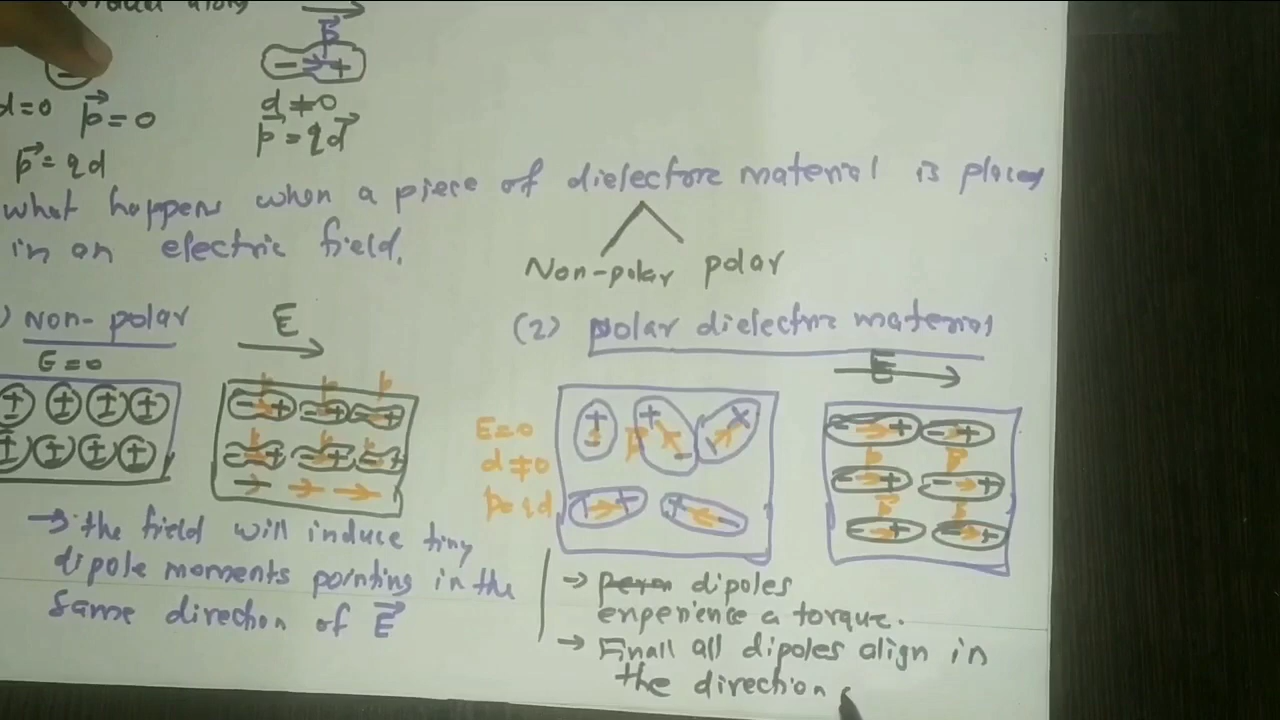 d=0 p⃗=0
p⃗=qd
p⃗
- +
d≠0
p⃗=qd⃗
what happens when a piece of dielectric material is placed
in an electric field.
Non-polar polar
) Non-polar
E=0
E
→ the field will induce tiny
dipole moments pointing in the
same direction of E⃗
(2) polar dielectric material
E=0
d≠0
p=qd
E
→ dipoles
experience a torque.
→ Finall all dipoles align in
the direction